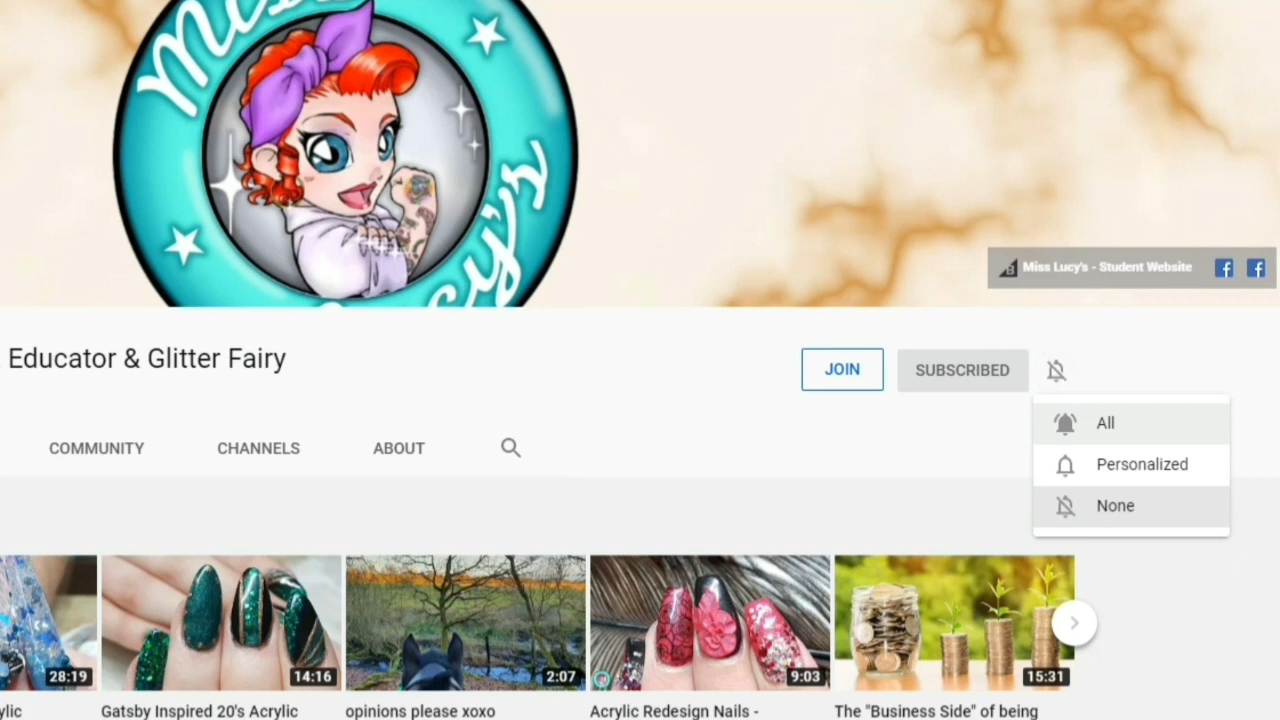 Miss Lucy's - Student Website
Educator & Glitter Fairy
JOIN
SUBSCRIBED
All
COMMUNITY
CHANNELS
ABOUT
Personalized
None
28:19
14:16
2:07
9:03
15:31
Gatsby Inspired 20's Acrylic
opinions please xoxo
Acrylic Redesign Nails -
The "Business Side" of being